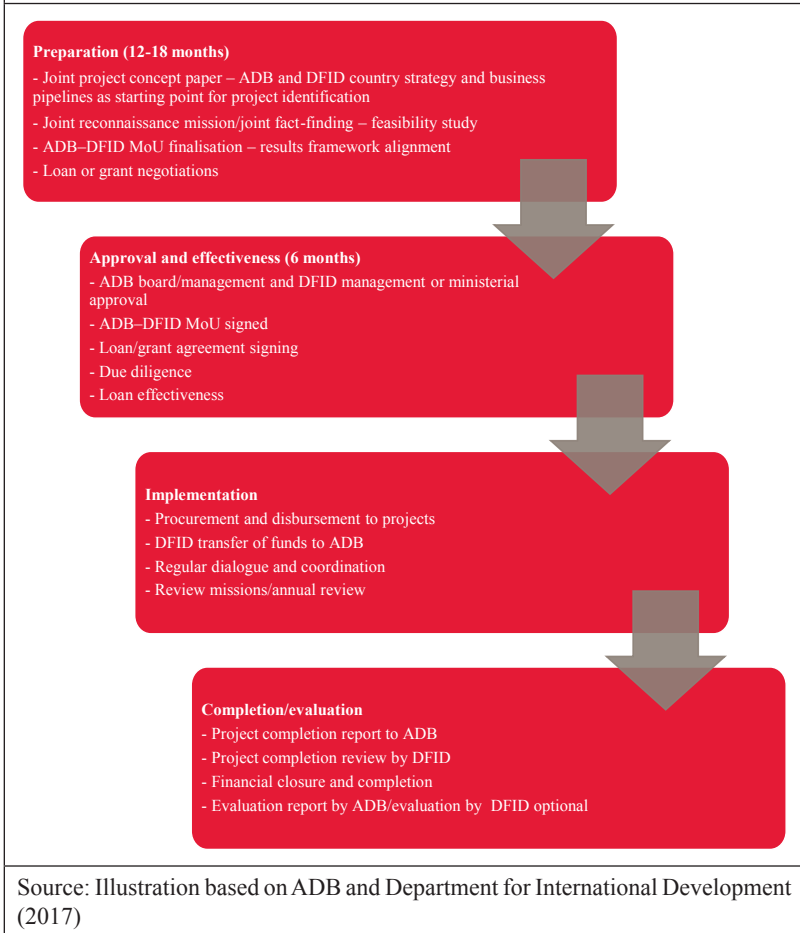 Preparation (12-18 months)
- Joint project concept paper – ADB and DFID country strategy and business
pipelines as starting point for project identification
- Joint reconnaissance mission/joint fact-finding – feasibility study
- ADB–DFID MoU finalisation – results framework alignment
- Loan or grant negotiations
Approval and effectiveness (6 months)
- ADB board/management and DFID management or ministerial
approval
- ADB–DFID MoU signed
- Loan/grant agreement signing
- Due diligence
- Loan effectiveness
Implementation
- Procurement and disbursement to projects
- DFID transfer of funds to ADB
- Regular dialogue and coordination
- Review missions/annual review
Completion/evaluation
- Project completion report to ADB
- Project completion review by DFID
- Financial closure and completion
- Evaluation report by ADB/evaluation by DFID optional
Source: Illustration based on ADB and Department for International Development
(2017)